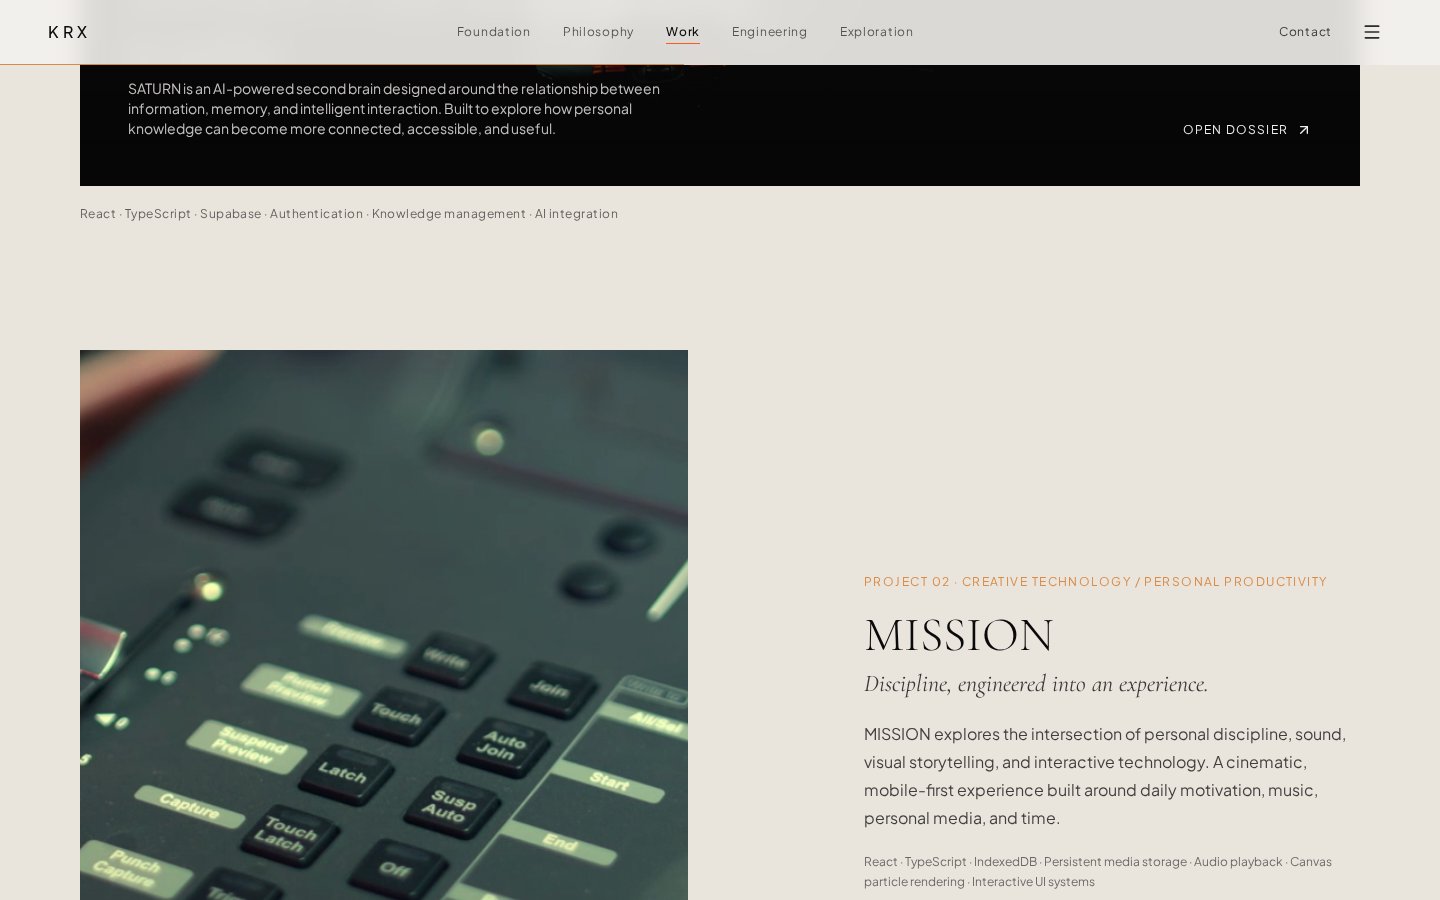 KRX
Foundation
Philosophy
Work
Engineering
Exploration
Contact
SATURN is an AI-powered second brain designed around the relationship between
information, memory, and intelligent interaction. Built to explore how personal
knowledge can become more connected, accessible, and useful.
OPEN DOSSIER
React · TypeScript · Supabase · Authentication · Knowledge management · AI integration
Preview
Write
Join
Punch
Preview
Touch
All/Sel
Suspend
Preview
Auto
Join
Latch
Start
Capture
Susp
Auto
Touch
Latch
End
Punch
Capture
Off
PROJECT 02 · CREATIVE TECHNOLOGY / PERSONAL PRODUCTIVITY
MISSION
Discipline, engineered into an experience.
MISSION explores the intersection of personal discipline, sound,
visual storytelling, and interactive technology. A cinematic,
mobile-first experience built around daily motivation, music,
personal media, and time.
React · TypeScript · IndexedDB · Persistent media storage · Audio playback · Canvas
particle rendering · Interactive UI systems